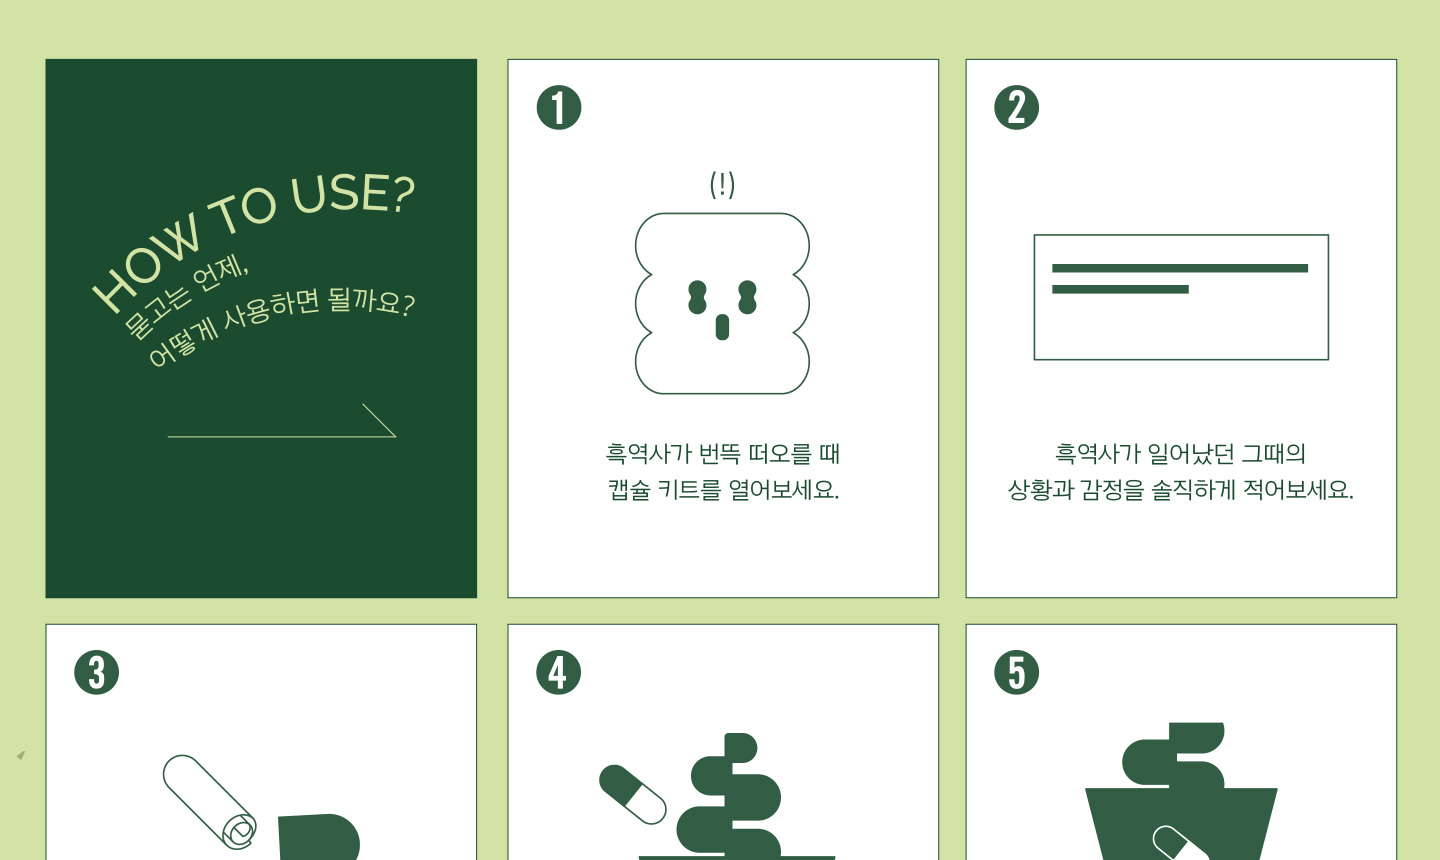 HOW TO USE?
묻고는 언제,
어떻게 사용하면 될까요?
1
(!)
흑역사가 번뜩 떠오를 때
캡슐 키트를 열어보세요.
2
흑역사가 일어났던 그때의
상황과 감정을 솔직하게 적어보세요.
3
4
5